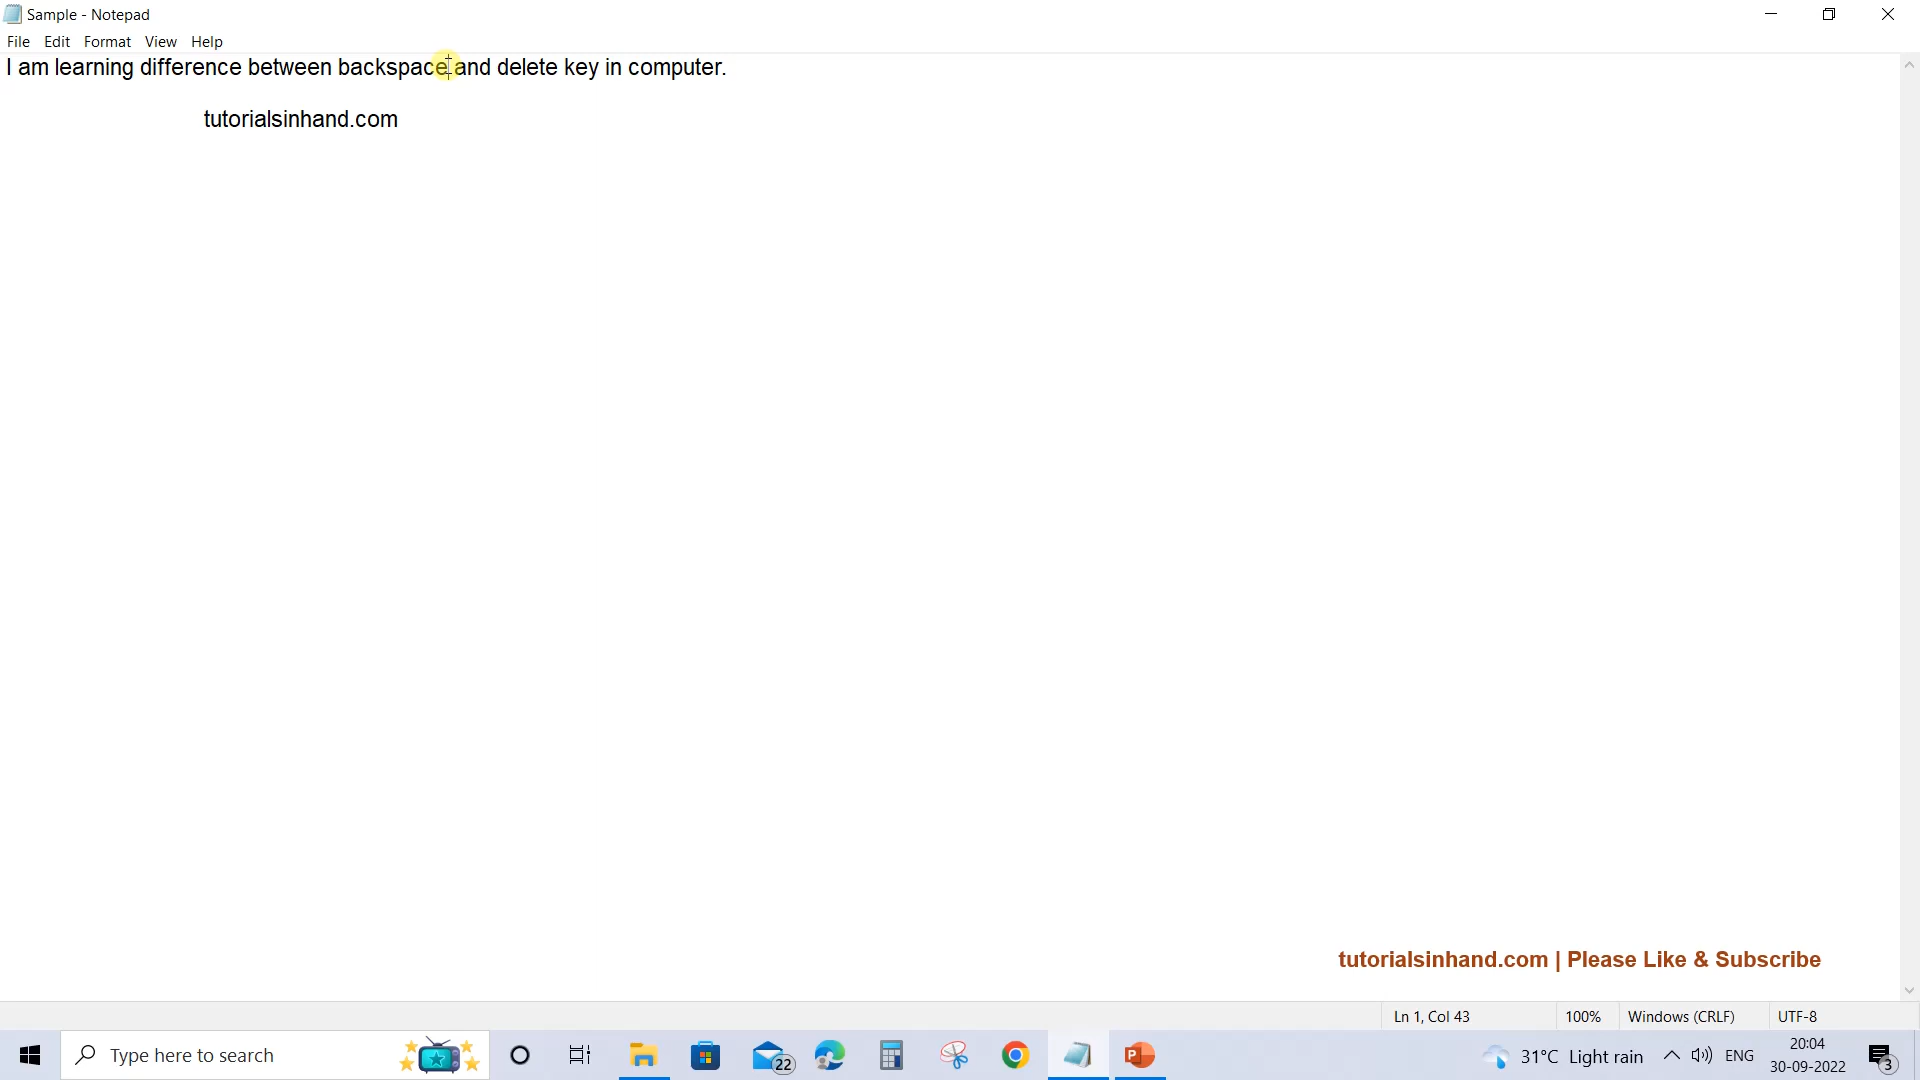 Sample - Notepad
File Edit Format View Help
I am learning difference between backspace and delete key in computer.
tutorialsinhand.com
tutorialsinhand.com | Please Like & Subscribe
Ln 1, Col 43 100% Windows (CRLF) UTF-8
Type here to search 22 31°C Light rain ENG 20:04
30-09-2022 3